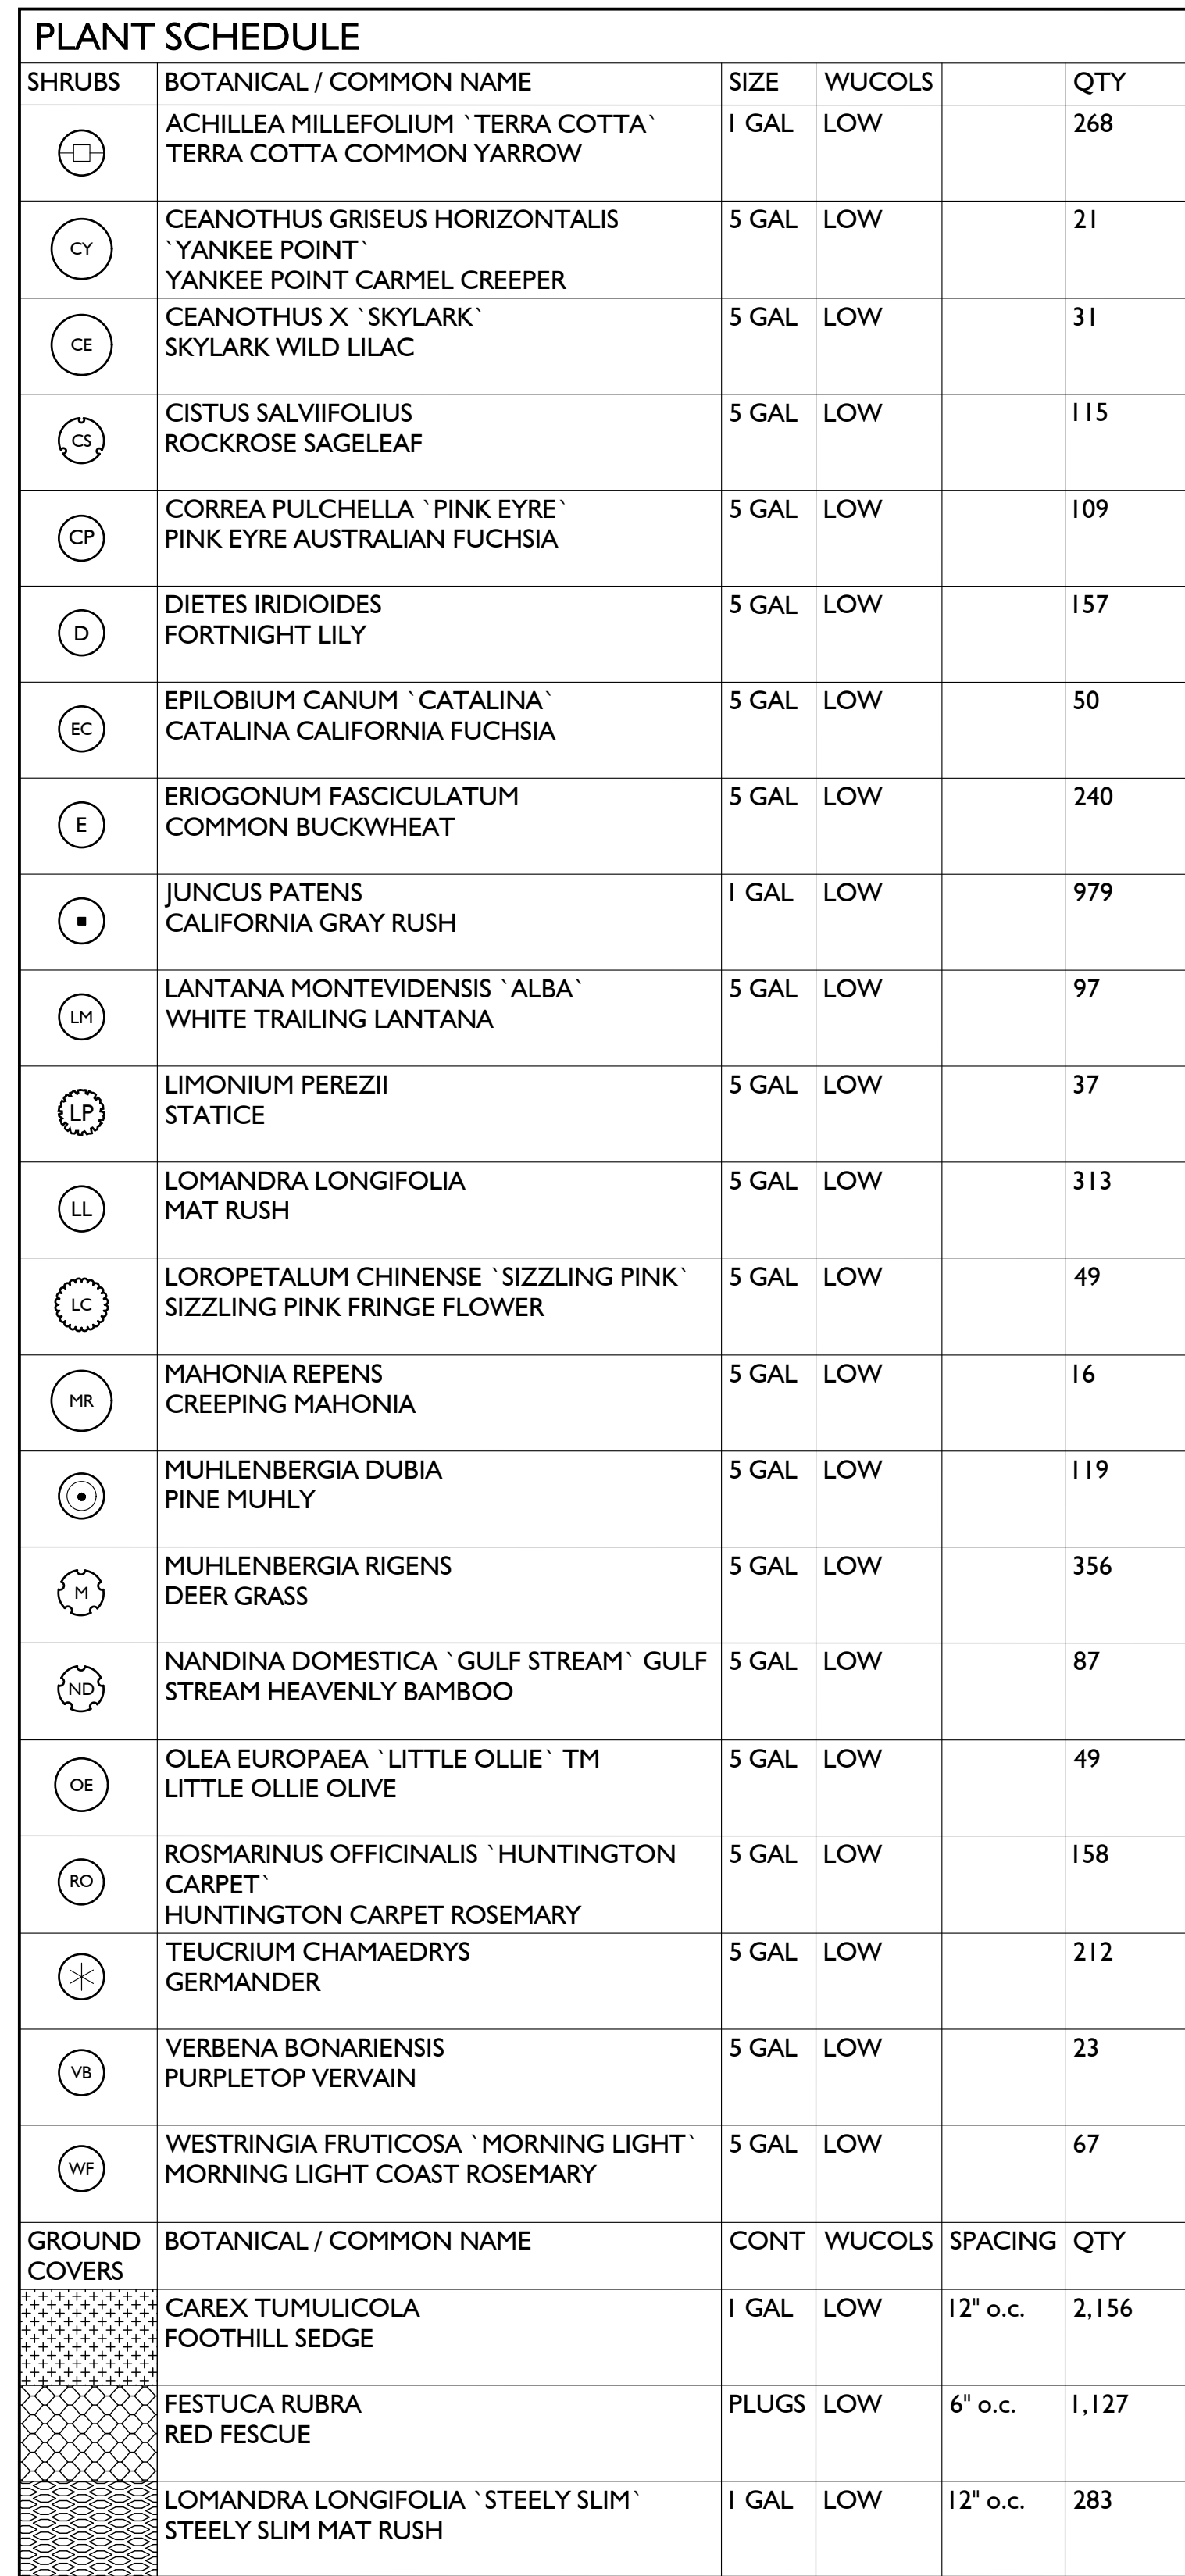 PLANT SCHEDULE
SHRUBS BOTANICAL / COMMON NAME SIZE WUCOLS QTY
ACHILLEA MILLEFOLIUM `TERRA COTTA` 1 GAL LOW 268
TERRA COTTA COMMON YARROW
CEANOTHUS GRISEUS HORIZONTALIS 5 GAL LOW 21
CY `YANKEE POINT`
YANKEE POINT CARMEL CREEPER
CEANOTHUS X `SKYLARK` 5 GAL LOW 31
CE SKYLARK WILD LILAC
CISTUS SALVIIFOLIUS 5 GAL LOW 115
CS ROCKROSE SAGELEAF
CORREA PULCHELLA `PINK EYRE` 5 GAL LOW 109
CP PINK EYRE AUSTRALIAN FUCHSIA
DIETES IRIDIOIDES 5 GAL LOW 157
D FORTNIGHT LILY
EPILOBIUM CANUM `CATALINA` 5 GAL LOW 50
EC CATALINA CALIFORNIA FUCHSIA
ERIOGONUM FASCICULATUM 5 GAL LOW 240
E COMMON BUCKWHEAT
JUNCUS PATENS 1 GAL LOW 979
CALIFORNIA GRAY RUSH
LANTANA MONTEVIDENSIS `ALBA` 5 GAL LOW 97
LM WHITE TRAILING LANTANA
LIMONIUM PEREZII 5 GAL LOW 37
LP STATICE
LOMANDRA LONGIFOLIA 5 GAL LOW 313
LL MAT RUSH
LOROPETALUM CHINENSE `SIZZLING PINK` 5 GAL LOW 49
LC SIZZLING PINK FRINGE FLOWER
MAHONIA REPENS 5 GAL LOW 16
MR CREEPING MAHONIA
MUHLENBERGIA DUBIA 5 GAL LOW 119
PINE MUHLY
MUHLENBERGIA RIGENS 5 GAL LOW 356
M DEER GRASS
NANDINA DOMESTICA `GULF STREAM` GULF 5 GAL LOW 87
ND STREAM HEAVENLY BAMBOO
OLEA EUROPAEA `LITTLE OLLIE` TM 5 GAL LOW 49
OE LITTLE OLLIE OLIVE
ROSMARINUS OFFICINALIS `HUNTINGTON 5 GAL LOW 158
RO CARPET`
HUNTINGTON CARPET ROSEMARY
TEUCRIUM CHAMAEDRYS 5 GAL LOW 212
GERMANDER
VERBENA BONARIENSIS 5 GAL LOW 23
VB PURPLETOP VERVAIN
WESTRINGIA FRUTICOSA `MORNING LIGHT` 5 GAL LOW 67
WF MORNING LIGHT COAST ROSEMARY
GROUND BOTANICAL / COMMON NAME CONT WUCOLS SPACING QTY
COVERS
CAREX TUMULICOLA 1 GAL LOW 12" o.c. 2,156
FOOTHILL SEDGE
FESTUCA RUBRA PLUGS LOW 6" o.c. 1,127
RED FESCUE
LOMANDRA LONGIFOLIA `STEELY SLIM` 1 GAL LOW 12" o.c. 283
STEELY SLIM MAT RUSH